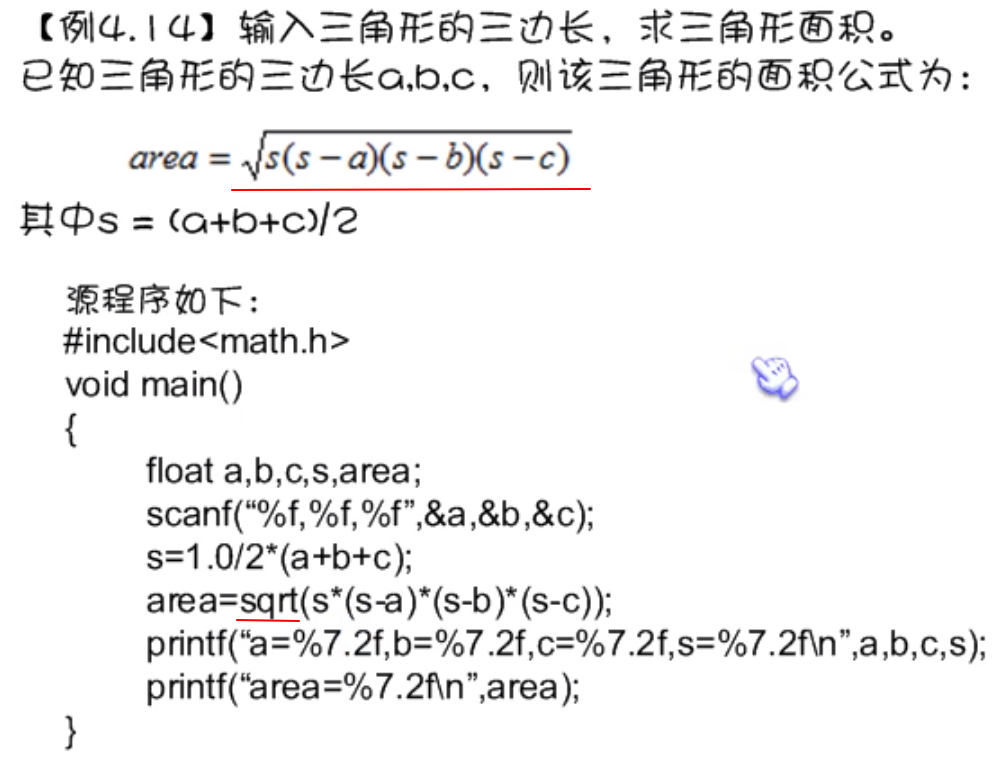 【例4.14】输入三角形的三边长，求三角形面积。
已知三角形的三边长a,b,c，则该三角形的面积公式为：
area = √s(s − a)(s − b)(s − c)
其中s = (a+b+c)/2
源程序如下：
#include<math.h>
void main()
{
float a,b,c,s,area;
scanf(“%f,%f,%f”,&a,&b,&c);
s=1.0/2*(a+b+c);
area=sqrt(s*(s-a)*(s-b)*(s-c));
printf(“a=%7.2f,b=%7.2f,c=%7.2f,s=%7.2f\n”,a,b,c,s);
printf(“area=%7.2f\n”,area);
}